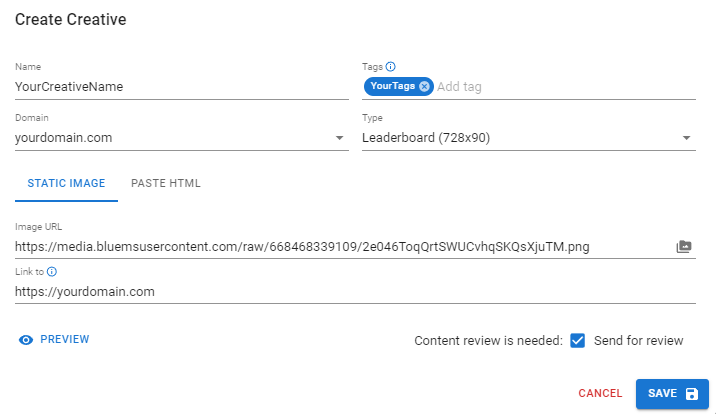 Create Creative
Name
YourCreativeName
Tags
YourTags Add tag
Domain
yourdomain.com
Type
Leaderboard (728x90)
STATIC IMAGE PASTE HTML
Image URL
https://media.bluemsusercontent.com/raw/668468339109/2e046ToqQrtSWUCvhqSKQsXjuTM.png
Link to
https://yourdomain.com
PREVIEW Content review is needed: Send for review
CANCEL SAVE